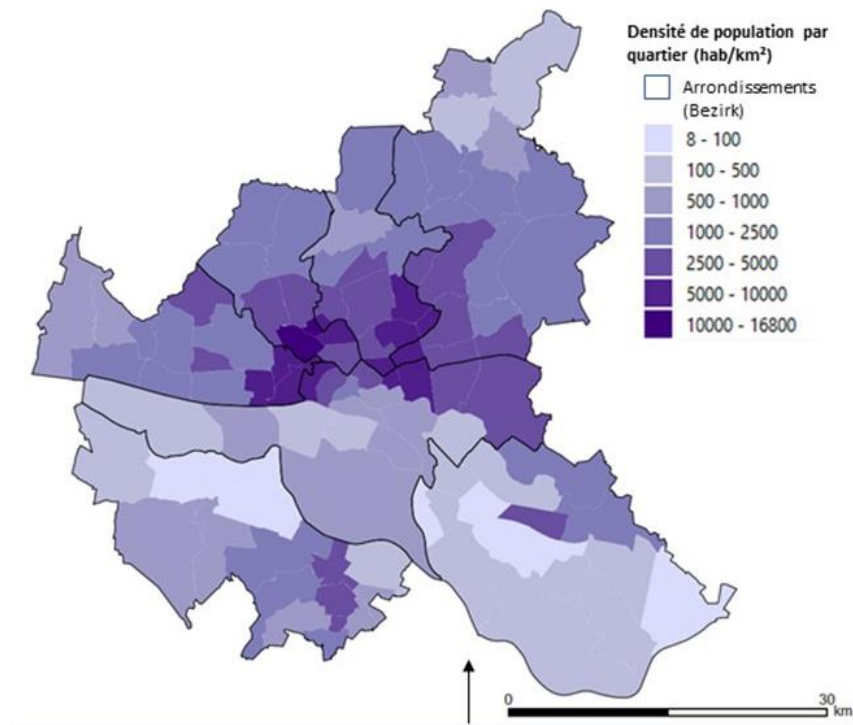 Densité de population par
quartier (hab/km²)
Arrondissements
(Bezirk)
8 - 100
100 - 500
500 - 1000
1000 - 2500
2500 - 5000
5000 - 10000
10000 - 16800
0 30
km